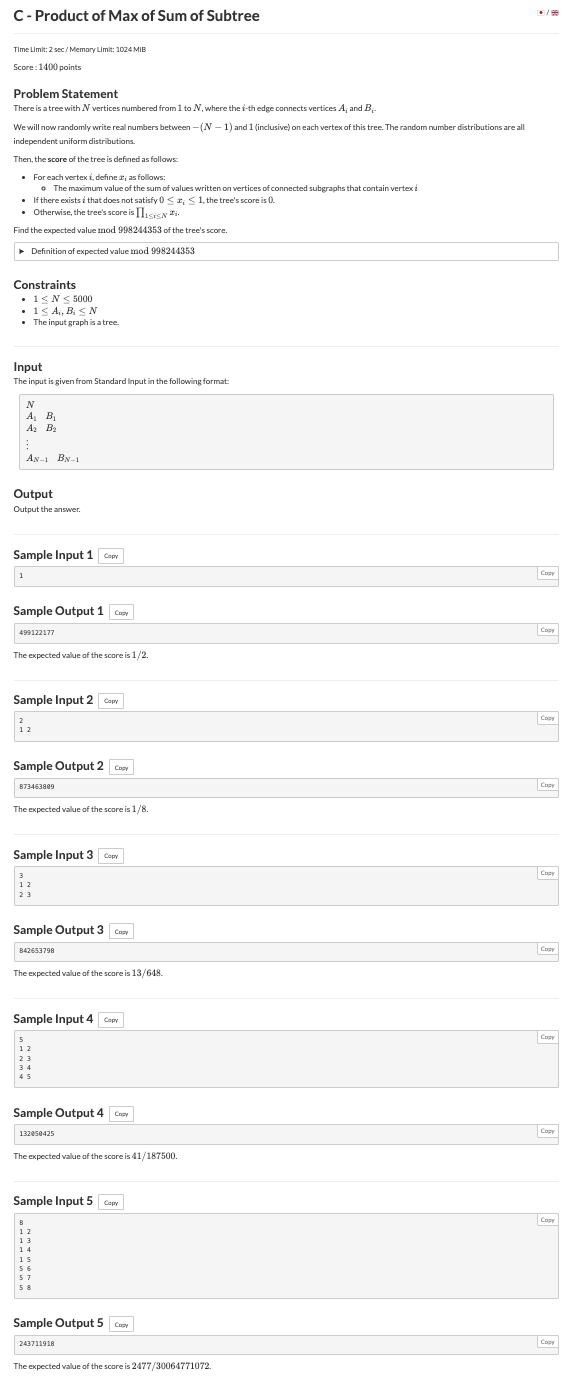 C - Product of Max of Sum of Subtree
/
Time Limit: 2 sec / Memory Limit: 1024 MiB
Score : 1400 points
Problem Statement
There is a tree with N vertices numbered from 1 to N, where the i-th edge connects vertices A_i and B_i.
We will now randomly write real numbers between −(N − 1) and 1 (inclusive) on each vertex of this tree. The random number distributions are all
independent uniform distributions.
Then, the score of the tree is defined as follows:
• For each vertex i, define x_i as follows:
◦ The maximum value of the sum of values written on vertices of connected subgraphs that contain vertex i
• If there exists i that does not satisfy 0 ≤ x_i ≤ 1, the tree's score is 0.
• Otherwise, the tree's score is ∏_{1≤i≤N} x_i.
Find the expected value mod 998244353 of the tree's score.
▶ Definition of expected value mod 998244353
Constraints
• 1 ≤ N ≤ 5000
• 1 ≤ A_i, B_i ≤ N
• The input graph is a tree.
Input
The input is given from Standard Input in the following format:
N
A_1 B_1
A_2 B_2
⋮
A_{N−1} B_{N−1}
Output
Output the answer.
Sample Input 1 Copy
1 Copy
Sample Output 1 Copy
499122177 Copy
The expected value of the score is 1/2.
Sample Input 2 Copy
2 Copy
1 2
Sample Output 2 Copy
873463809 Copy
The expected value of the score is 1/8.
Sample Input 3 Copy
3 Copy
1 2
2 3
Sample Output 3 Copy
842653798 Copy
The expected value of the score is 13/648.
Sample Input 4 Copy
5 Copy
1 2
2 3
3 4
4 5
Sample Output 4 Copy
132050425 Copy
The expected value of the score is 41/187500.
Sample Input 5 Copy
8 Copy
1 2
1 3
1 4
1 5
5 6
5 7
5 8
Sample Output 5 Copy
243711918 Copy
The expected value of the score is 2477/30064771072.